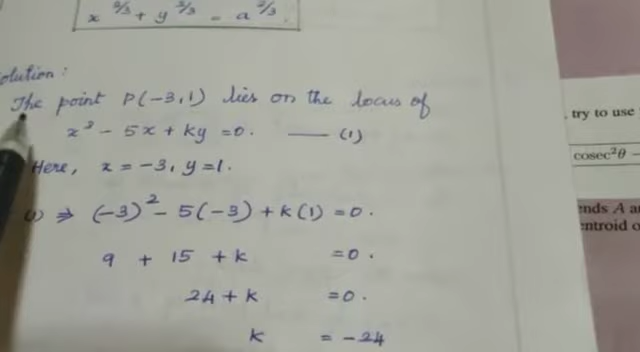 x^2/3 + y^2/3 = a^2/3.
olution:
The point P(-3,1) lies on the locus of
x² - 5x + ky = 0. —— (1)
Here, x = -3, y = 1.
(1) ⇒ (-3)² - 5(-3) + k(1) = 0.
9 + 15 + k = 0.
24 + k = 0.
k = -24
, try to use
cosec²θ -
ends A a
entroid o